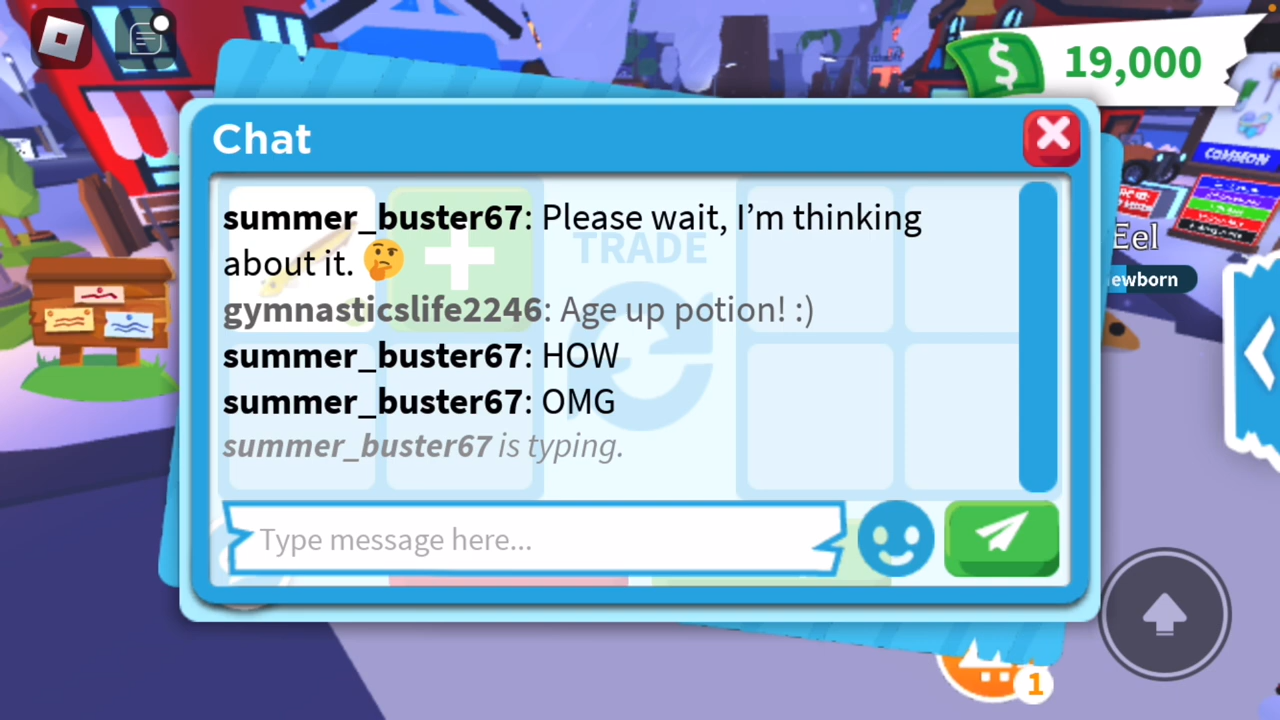 19,000
Chat
summer_buster67: Please wait, I'm thinking
about it. 🤔
TRADE
gymnasticslife2246: Age up potion! :)
summer_buster67: HOW
summer_buster67: OMG
summer_buster67 is typing.
Type message here...
COMMON
Eel
ewborn
1